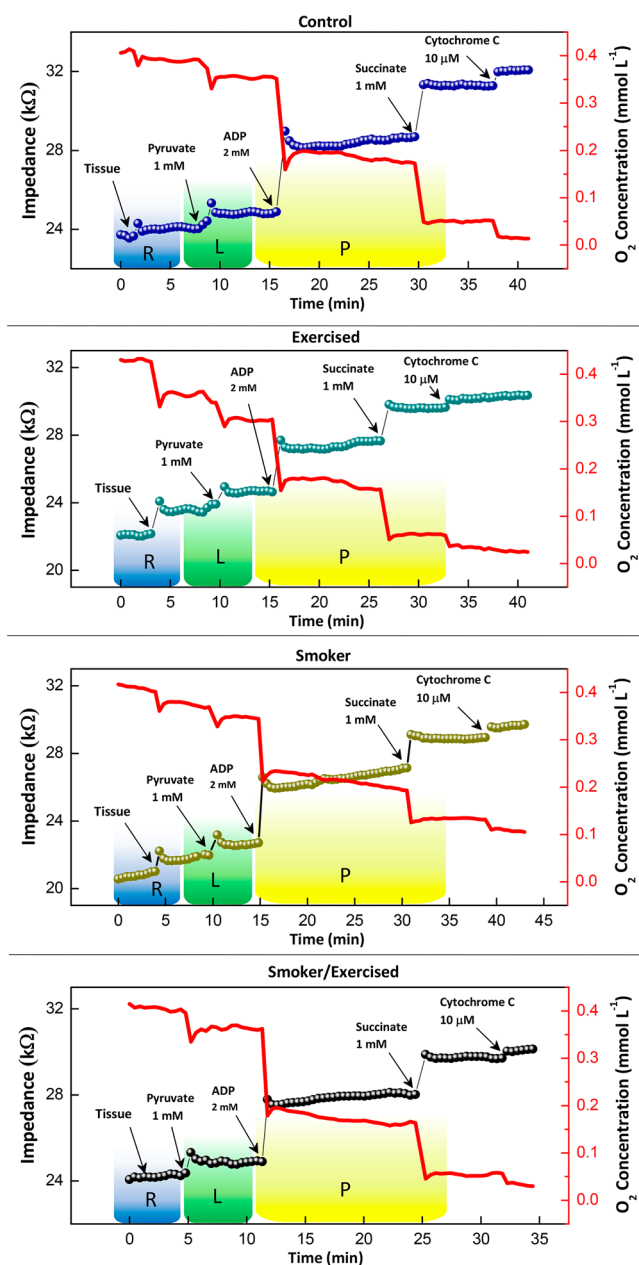 Control
Cytochrome C
10 µM
Succinate
1 mM
ADP
2 mM
Pyruvate
1 mM
Tissue
R
L
P
32
28
24
Impedance (kΩ)
0.4
0.3
0.2
0.1
0.0
O2 Concentration (mmol L-1)
0 5 10 15 20 25 30 35 40
Time (min)
Exercised
Cytochrome C
10 µM
Succinate
1 mM
ADP
2 mM
Pyruvate
1 mM
Tissue
R
L
P
32
28
24
20
Impedance (kΩ)
0.4
0.3
0.2
0.1
0.0
O2 Concentration (mmol L-1)
0 5 10 15 20 25 30 35 40
Time (min)
Smoker
Cytochrome C
10 µM
Succinate
1 mM
ADP
2 mM
Pyruvate
1 mM
Tissue
R
L
P
32
28
24
20
Impedance (kΩ)
0.4
0.3
0.2
0.1
0.0
O2 Concentration (mmol L-1)
0 5 10 15 20 25 30 35 40 45
Time (min)
Smoker/Exercised
Cytochrome C
10 µM
Succinate
1 mM
ADP
2 mM
Pyruvate
1 mM
Tissue
R
L
P
32
28
24
Impedance (kΩ)
0.4
0.3
0.2
0.1
0.0
O2 Concentration (mmol L-1)
0 5 10 15 20 25 30 35
Time (min)